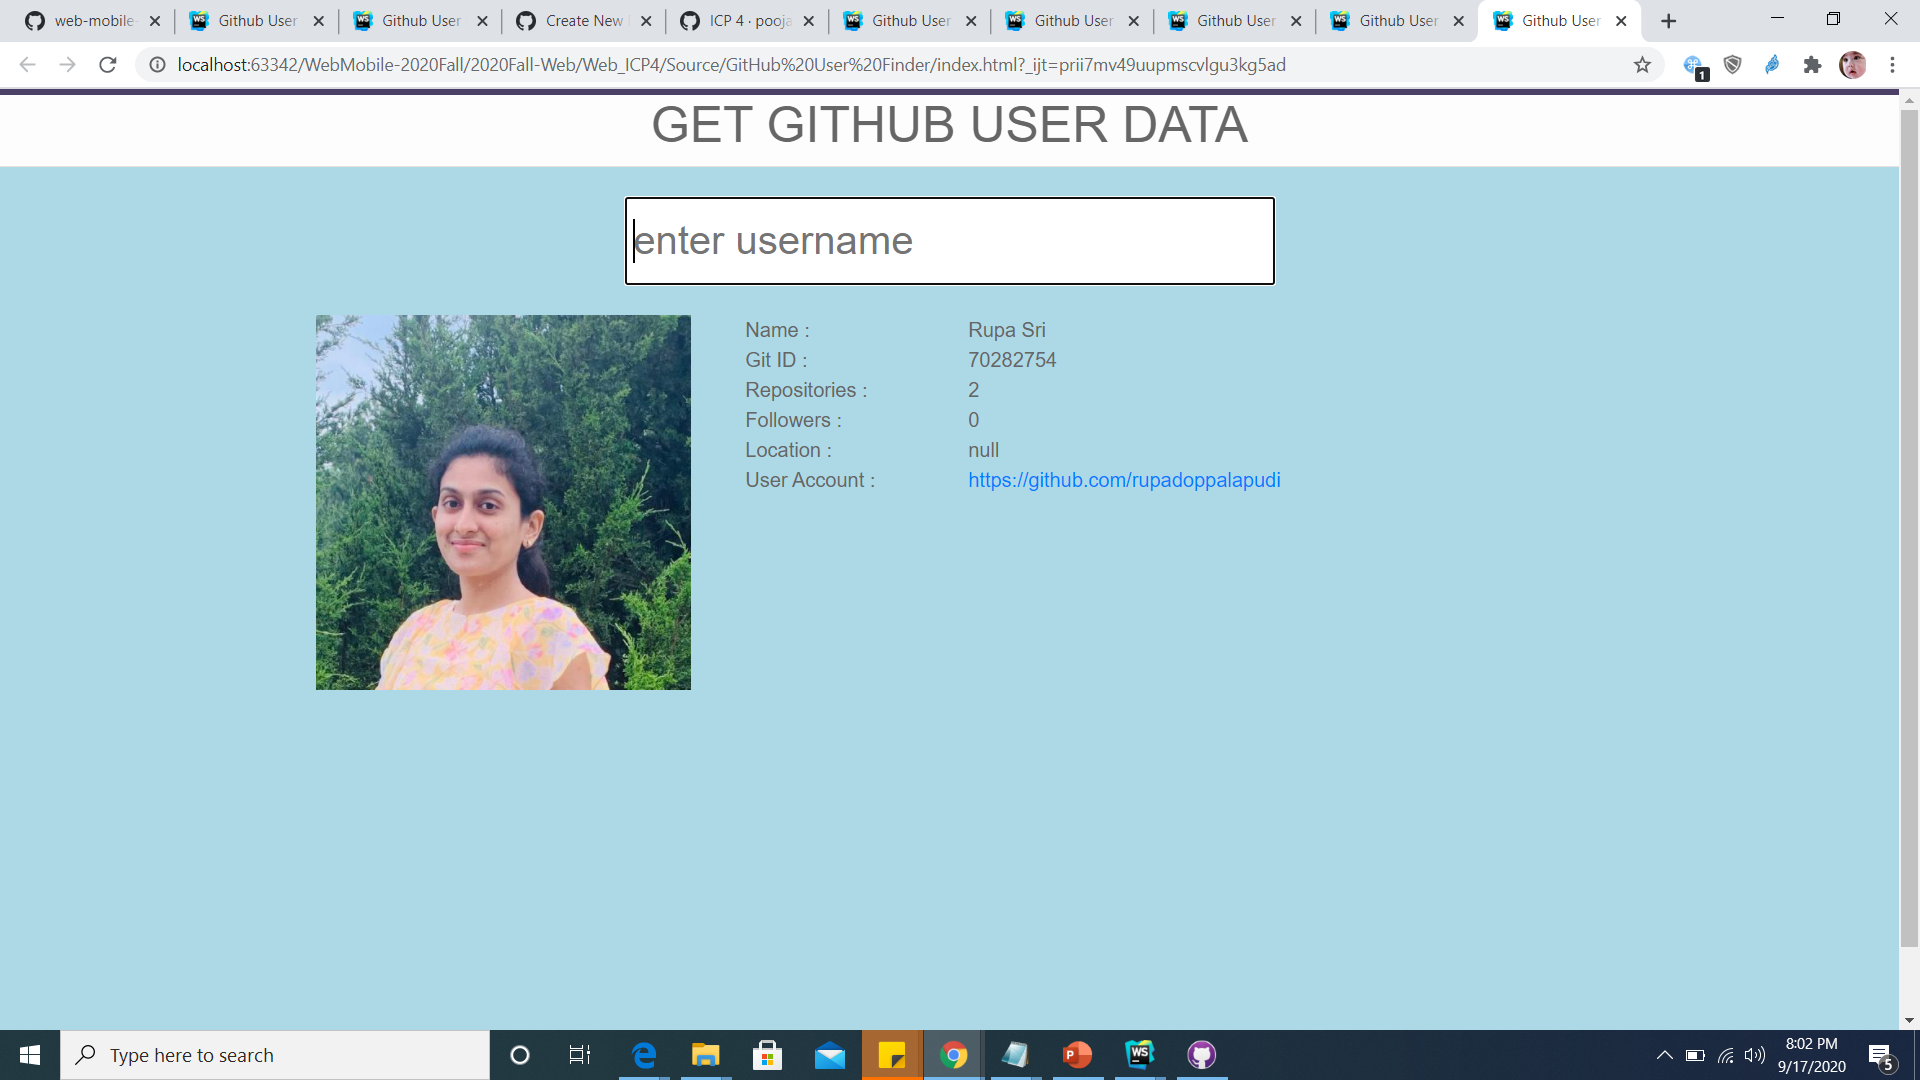 web-mobile-
Github User
Github User
Create New
ICP 4 · pooja
Github User
Github User
Github User
Github User
Github User
localhost:63342/WebMobile-2020Fall/2020Fall-Web/Web_ICP4/Source/GitHub%20User%20Finder/index.html?_ijt=prii7mv49uupmscvlgu3kg5ad
1
GET GITHUB USER DATA
enter username
Name : Rupa Sri
Git ID : 70282754
Repositories : 2
Followers : 0
Location : null
User Account : https://github.com/rupadoppalapudi
Type here to search
8:02 PM
9/17/2020
5